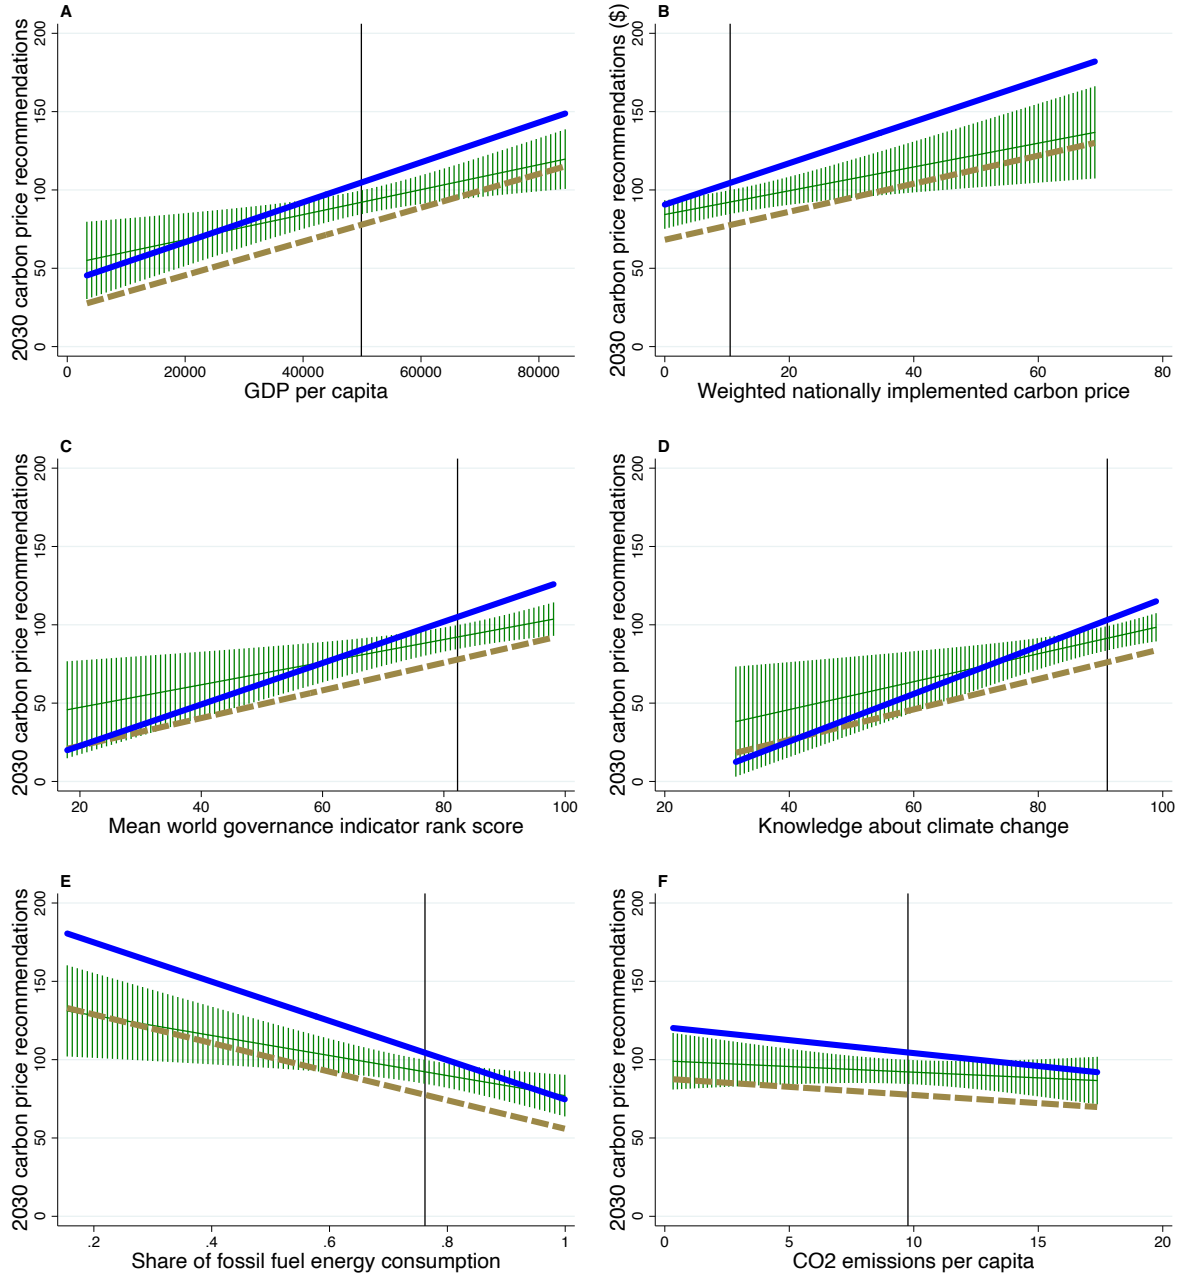 A
2030 carbon price recommendations
200
150
100
50
0
0 20000 40000 60000 80000
GDP per capita
B
2030 carbon price recommendations ($)
200
150
100
50
0
0 20 40 60 80
Weighted nationally implemented carbon price
C
2030 carbon price recommendations
200
150
100
50
0
20 40 60 80 100
Mean world governance indicator rank score
D
2030 carbon price recommendations
200
150
100
50
0
20 40 60 80 100
Knowledge about climate change
E
2030 carbon price recommendations
200
150
100
50
0
.2 .4 .6 .8 1
Share of fossil fuel energy consumption
F
2030 carbon price recommendations
200
150
100
50
0
0 5 10 15 20
CO2 emissions per capita